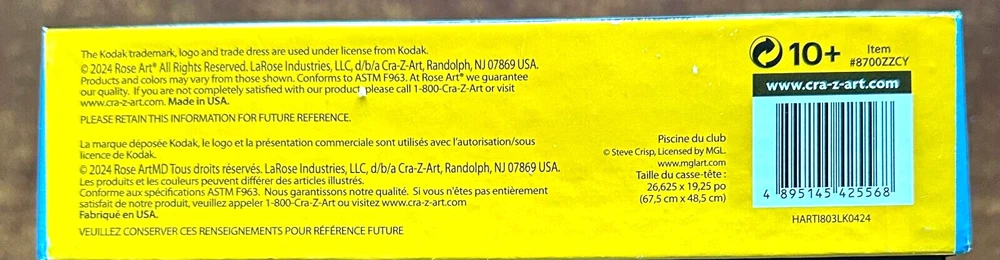 The Kodak trademark, logo and trade dress are used under license from Kodak.
© 2024 Rose Art® All Rights Reserved. LaRose Industries, LLC, d/b/a Cra-Z-Art, Randolph, NJ 07869 USA.
Products and colors may vary from those shown. Conforms to ASTM F963. At Rose Art® we guarantee
our quality. If you are not completely satisfied with our product please call 1-800-Cra-Z-Art or visit
www.cra-z-art.com. Made in USA.
PLEASE RETAIN THIS INFORMATION FOR FUTURE REFERENCE.
La marque déposée Kodak, le logo et la présentation commerciale sont utilisés avec l'autorisation/sous
licence de Kodak.
© 2024 Rose ArtMD Tous droits réservés. LaRose Industries, LLC, d/b/a Cra-Z-Art, Randolph, NJ 07869 USA.
Les produits et les couleurs peuvent différer des articles illustrés.
Conforme aux spécifications ASTM F963. Nous garantissons notre qualité. Si vous n'êtes pas entièrement
satisfait de notre produit, veuillez appeler 1-800-Cra-Z-Art ou visitez www.cra-z-art.com
Fabriqué en USA.
VEUILLEZ CONSERVER CES RENSEIGNEMENTS POUR RÉFÉRENCE FUTURE
Piscine du club
© Steve Crisp, Licensed by MGL.
www.mglart.com
Taille du casse-tête :
26,625 x 19,25 po
(67,5 cm x 48,5 cm)
10+
Item
#8700ZZCY
www.cra-z-art.com
4 895145 425568
HARTI803LK0424